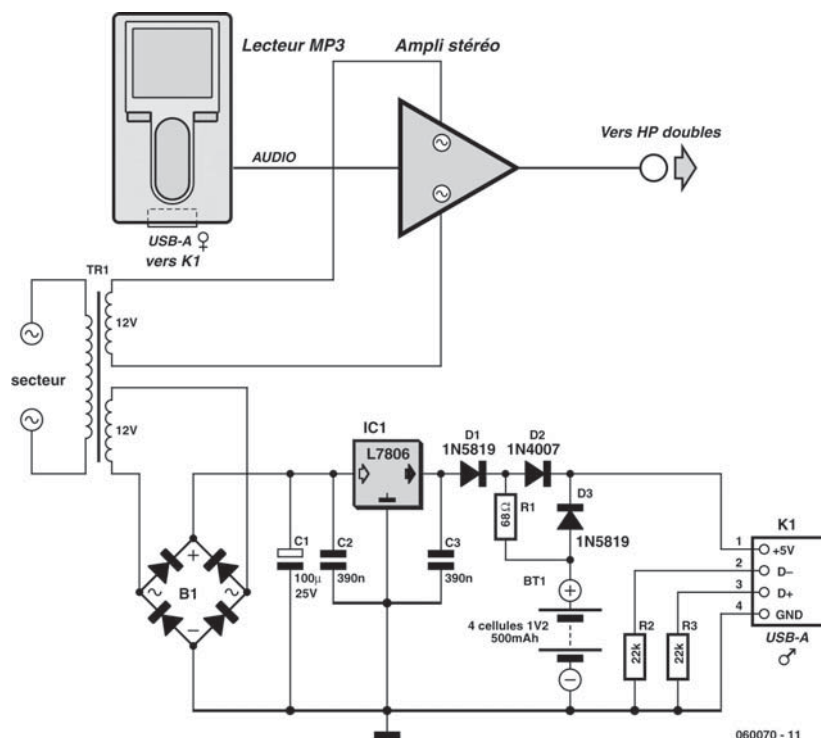 Lecteur MP3
Ampli stéréo
Vers HP doubles
AUDIO
USB-A ♀
vers K1
TR1
12V
secteur
12V
IC1
L7806
D1
1N5819
D2
1N4007
D3
1N5819
R1
68Ω
C1
100µ
25V
C2
390n
C3
390n
B1
BT1
4 cellules 1V2
500mAh
R2
22k
R3
22k
K1
1
+5V
2
D−
3
D+
4
GND
USB-A
♂
060070 - 11